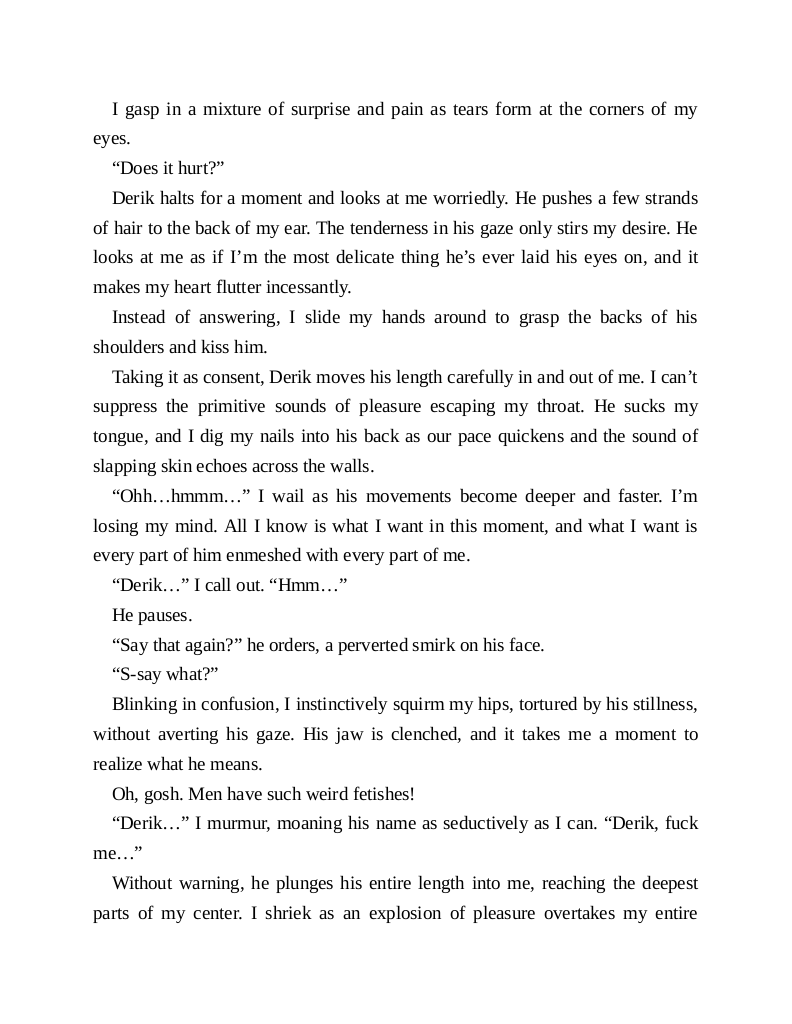 I gasp in a mixture of surprise and pain as tears form at the corners of my
eyes.
“Does it hurt?”
Derik halts for a moment and looks at me worriedly. He pushes a few strands
of hair to the back of my ear. The tenderness in his gaze only stirs my desire. He
looks at me as if I’m the most delicate thing he’s ever laid his eyes on, and it
makes my heart flutter incessantly.
Instead of answering, I slide my hands around to grasp the backs of his
shoulders and kiss him.
Taking it as consent, Derik moves his length carefully in and out of me. I can’t
suppress the primitive sounds of pleasure escaping my throat. He sucks my
tongue, and I dig my nails into his back as our pace quickens and the sound of
slapping skin echoes across the walls.
“Ohh…hmmm…” I wail as his movements become deeper and faster. I’m
losing my mind. All I know is what I want in this moment, and what I want is
every part of him enmeshed with every part of me.
“Derik…” I call out. “Hmm…”
He pauses.
“Say that again?” he orders, a perverted smirk on his face.
“S-say what?”
Blinking in confusion, I instinctively squirm my hips, tortured by his stillness,
without averting his gaze. His jaw is clenched, and it takes me a moment to
realize what he means.
Oh, gosh. Men have such weird fetishes!
“Derik…” I murmur, moaning his name as seductively as I can. “Derik, fuck
me…”
Without warning, he plunges his entire length into me, reaching the deepest
parts of my center. I shriek as an explosion of pleasure overtakes my entire